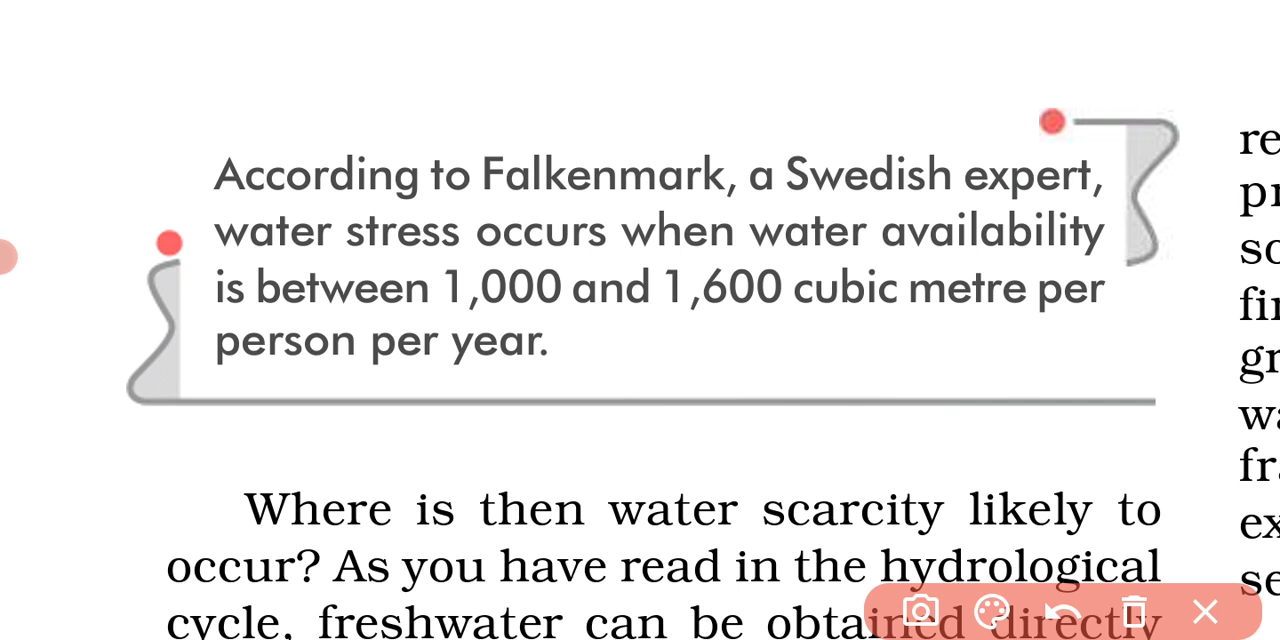 According to Falkenmark, a Swedish expert,
water stress occurs when water availability
is between 1,000 and 1,600 cubic metre per
person per year.
Where is then water scarcity likely to
occur? As you have read in the hydrological
cycle, freshwater can be obtained directly